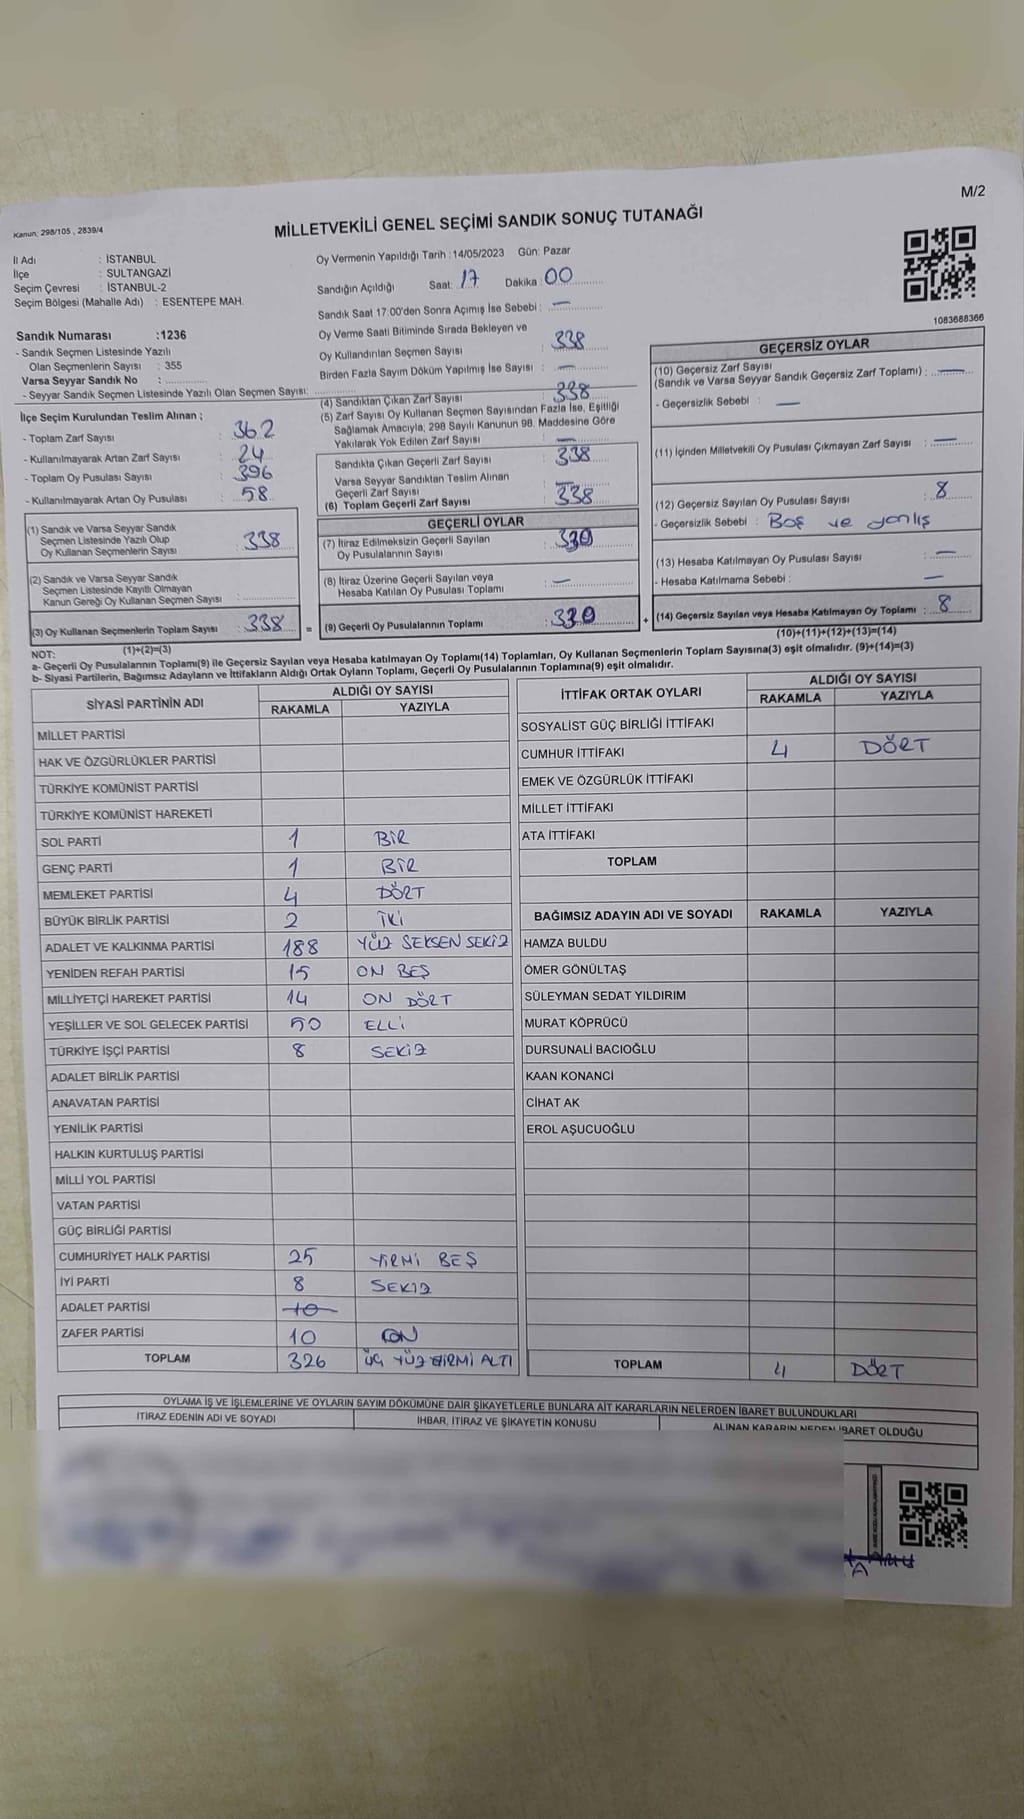 M/2
Kanun: 298/105 , 2839/4
MİLLETVEKİLİ GENEL SEÇİMİ SANDIK SONUÇ TUTANAĞI
İl Adı : İSTANBUL
İlçe : SULTANGAZİ
Seçim Çevresi : İSTANBUL-2
Seçim Bölgesi (Mahalle Adı) : ESENTEPE MAH.
Sandık Numarası :1236
- Sandık Seçmen Listesinde Yazılı
Olan Seçmenlerin Sayısı : 355
Varsa Seyyar Sandık No :
- Seyyar Sandık Seçmen Listesinde Yazılı Olan Seçmen Sayısı:
İlçe Seçim Kurulundan Teslim Alınan ;
- Toplam Zarf Sayısı : 362
- Kullanılmayarak Artan Zarf Sayısı : 24
- Toplam Oy Pusulası Sayısı : 396
- Kullanılmayarak Artan Oy Pusulası : 58
(1) Sandık ve Varsa Seyyar Sandık
Seçmen Listesinde Yazılı Olup
Oy Kullanan Seçmenlerin Sayısı : 338
(2) Sandık ve Varsa Seyyar Sandık
Seçmen Listesinde Kayıtlı Olmayan
Kanun Gereği Oy Kullanan Seçmen Sayısı :
(3) Oy Kullanan Seçmenlerin Toplam Sayısı : 338 =
(1)+(2)=(3)
Oy Vermenin Yapıldığı Tarih : 14/05/2023 Gün: Pazar
Sandığın Açıldığı Saat: 17 Dakika : 00
Sandık Saat 17:00'den Sonra Açımış İse Sebebi : —
Oy Verme Saati Bitiminde Sırada Bekleyen ve
Oy Kullandırılan Seçmen Sayısı : 338
Birden Fazla Sayım Döküm Yapılmış İse Sayısı : —
(4) Sandıktan Çıkan Zarf Sayısı : 338
(5) Zarf Sayısı Oy Kullanan Seçmen Sayısından Fazla İse, Eşitliği
Sağlamak Amacıyla, 298 Sayılı Kanunun 98. Maddesine Göre
Yakılarak Yok Edilen Zarf Sayısı : —
Sandıkta Çıkan Geçerli Zarf Sayısı : 338
Varsa Seyyar Sandıktan Teslim Alınan
Geçerli Zarf Sayısı : —
(6) Toplam Geçerli Zarf Sayısı : 338
GEÇERLİ OYLAR
(7) İtiraz Edilmeksizin Geçerli Sayılan
Oy Pusulalarının Sayısı : 330
(8) İtiraz Üzerine Geçerli Sayılan veya
Hesaba Katılan Oy Pusulası Toplamı : —
(9) Geçerli Oy Pusulalarının Toplamı : 330 +
1083688366
GEÇERSİZ OYLAR
(10) Geçersiz Zarf Sayısı
(Sandık ve Varsa Seyyar Sandık Geçersiz Zarf Toplamı) : —
- Geçersizlik Sebebi : —
(11) İçinden Milletvekili Oy Pusulası Çıkmayan Zarf Sayısı : —
(12) Geçersiz Sayılan Oy Pusulası Sayısı : 8
- Geçersizlik Sebebi : Boş ve yanlış
(13) Hesaba Katılmayan Oy Pusulası Sayısı : —
- Hesaba Katılmama Sebebi : —
(14) Geçersiz Sayılan veya Hesaba Katılmayan Oy Toplamı : 8
(10)+(11)+(12)+(13)=(14)
NOT:
a- Geçerli Oy Pusulalarının Toplamı(9) ile Geçersiz Sayılan veya Hesaba katılmayan Oy Toplamı(14) Toplamları, Oy Kullanan Seçmenlerin Toplam Sayısına(3) eşit olmalıdır. (9)+(14)=(3)
b- Siyasi Partilerin, Bağımsız Adayların ve İttifakların Aldığı Ortak Oyların Toplamı, Geçerli Oy Pusulalarının Toplamına(9) eşit olmalıdır.
SİYASİ PARTİNİN ADI ALDIĞI OY SAYISI
RAKAMLA YAZIYLA
MİLLET PARTİSİ
HAK VE ÖZGÜRLÜKLER PARTİSİ
TÜRKİYE KOMÜNİST PARTİSİ
TÜRKİYE KOMÜNİST HAREKETİ
SOL PARTİ 1 BİR
GENÇ PARTİ 1 BİR
MEMLEKET PARTİSİ 4 DÖRT
BÜYÜK BİRLİK PARTİSİ 2 İKİ
ADALET VE KALKINMA PARTİSİ 188 YÜZ SEKSEN SEKİZ
YENİDEN REFAH PARTİSİ 15 ON BEŞ
MİLLİYETÇİ HAREKET PARTİSİ 14 ON DÖRT
YEŞİLLER VE SOL GELECEK PARTİSİ 50 ELLİ
TÜRKİYE İŞÇİ PARTİSİ 8 SEKİZ
ADALET BİRLİK PARTİSİ
ANAVATAN PARTİSİ
YENİLİK PARTİSİ
HALKIN KURTULUŞ PARTİSİ
MİLLİ YOL PARTİSİ
VATAN PARTİSİ
GÜÇ BİRLİĞİ PARTİSİ
CUMHURİYET HALK PARTİSİ 25 YİRMİ BEŞ
İYİ PARTİ 8 SEKİZ
ADALET PARTİSİ 10
ZAFER PARTİSİ 10 ON
TOPLAM 326 ÜÇ YÜZ YİRMİ ALTI
İTTİFAK ORTAK OYLARI ALDIĞI OY SAYISI
RAKAMLA YAZIYLA
SOSYALİST GÜÇ BİRLİĞİ İTTİFAKI
CUMHUR İTTİFAKI 4 DÖRT
EMEK VE ÖZGÜRLÜK İTTİFAKI
MİLLET İTTİFAKI
ATA İTTİFAKI
TOPLAM
BAĞIMSIZ ADAYIN ADI VE SOYADI RAKAMLA YAZIYLA
HAMZA BULDU
ÖMER GÖNÜLTAŞ
SÜLEYMAN SEDAT YILDIRIM
MURAT KÖPRÜCÜ
DURSUNALİ BACIOĞLU
KAAN KONANCİ
CİHAT AK
EROL AŞUCUOĞLU
TOPLAM 4 DÖRT
OYLAMA İŞ VE İŞLEMLERİNE VE OYLARIN SAYIM DÖKÜMÜNE DAİR ŞİKAYETLERLE BUNLARA AİT KARARLARIN NELERDEN İBARET BULUNDUKLARI
İTİRAZ EDENİN ADI VE SOYADI İHBAR, İTİRAZ VE ŞİKAYETİN KONUSU ALINAN KARARIN NEDEN İBARET OLDUĞU